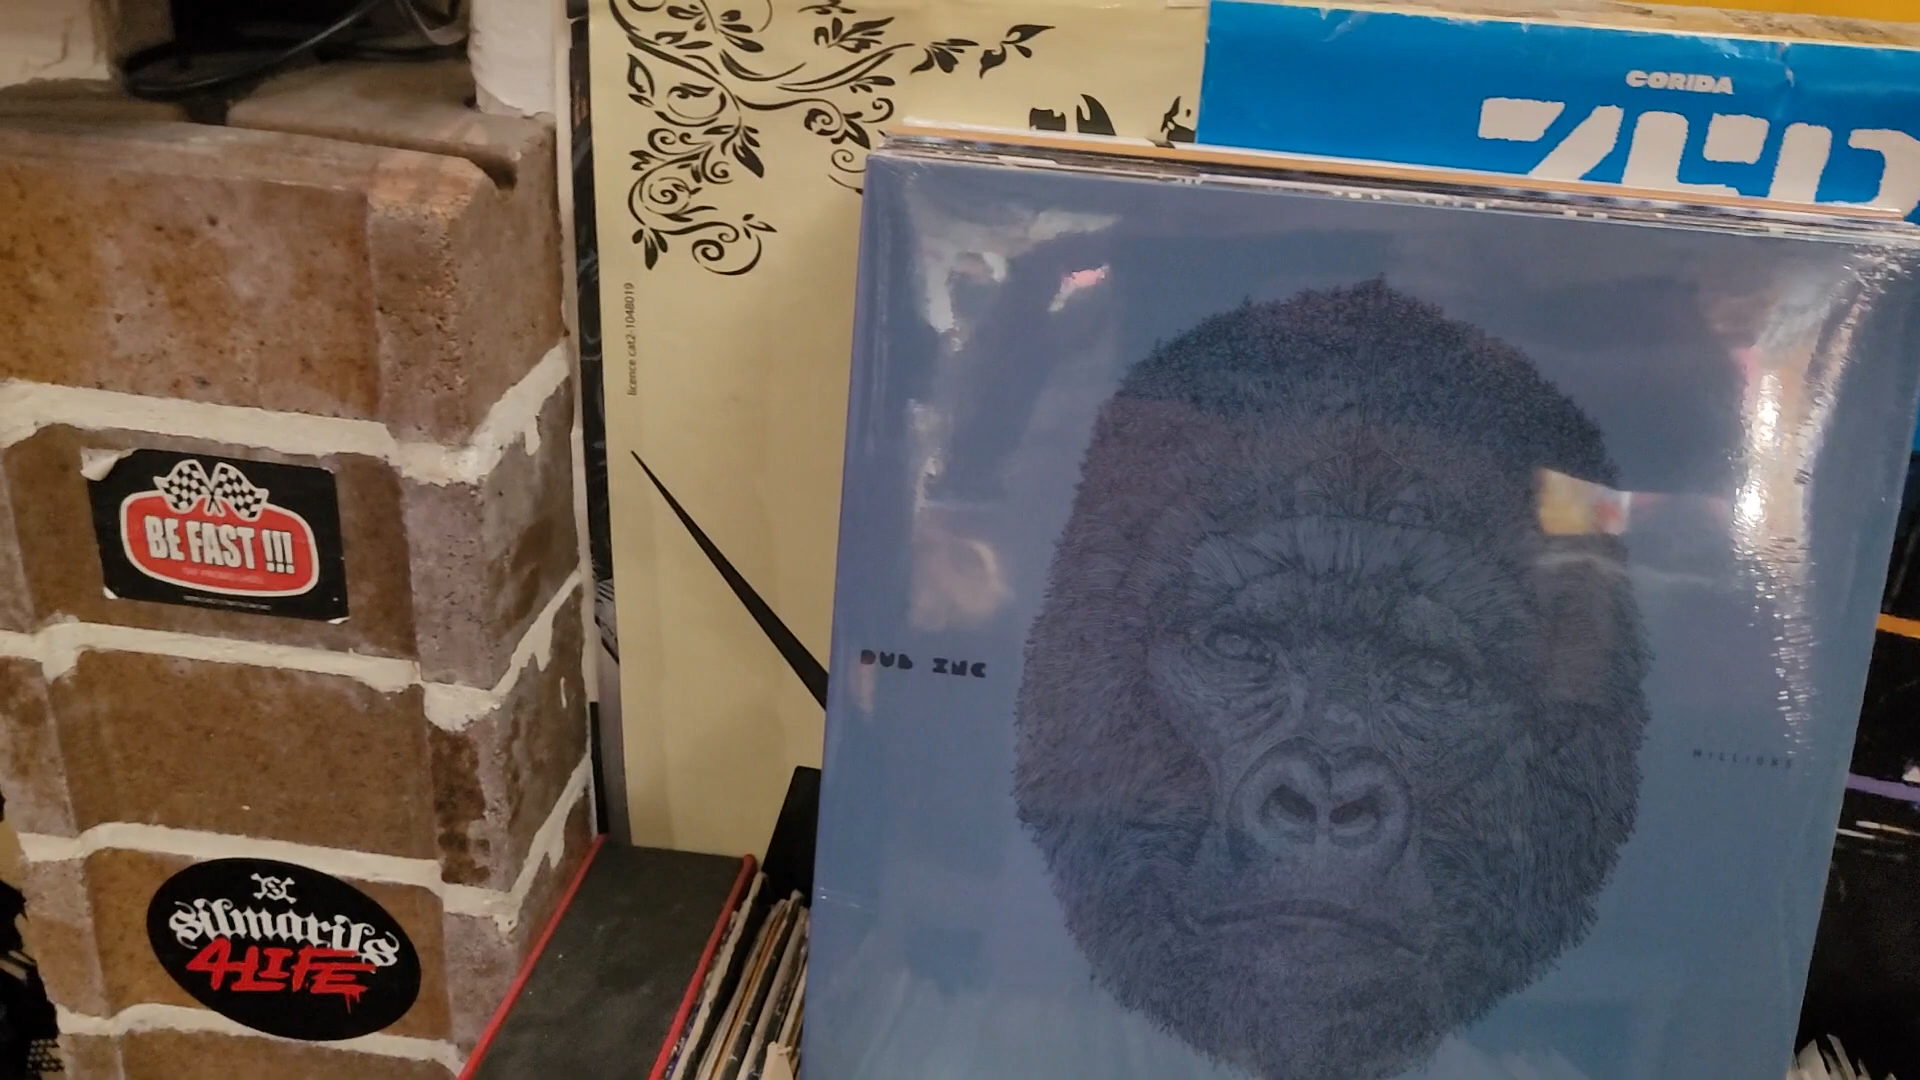 CORIDA
licence cat2-1048019
BE FAST !!!
DUB INC
MILLIONS
silmarils
4LIFE